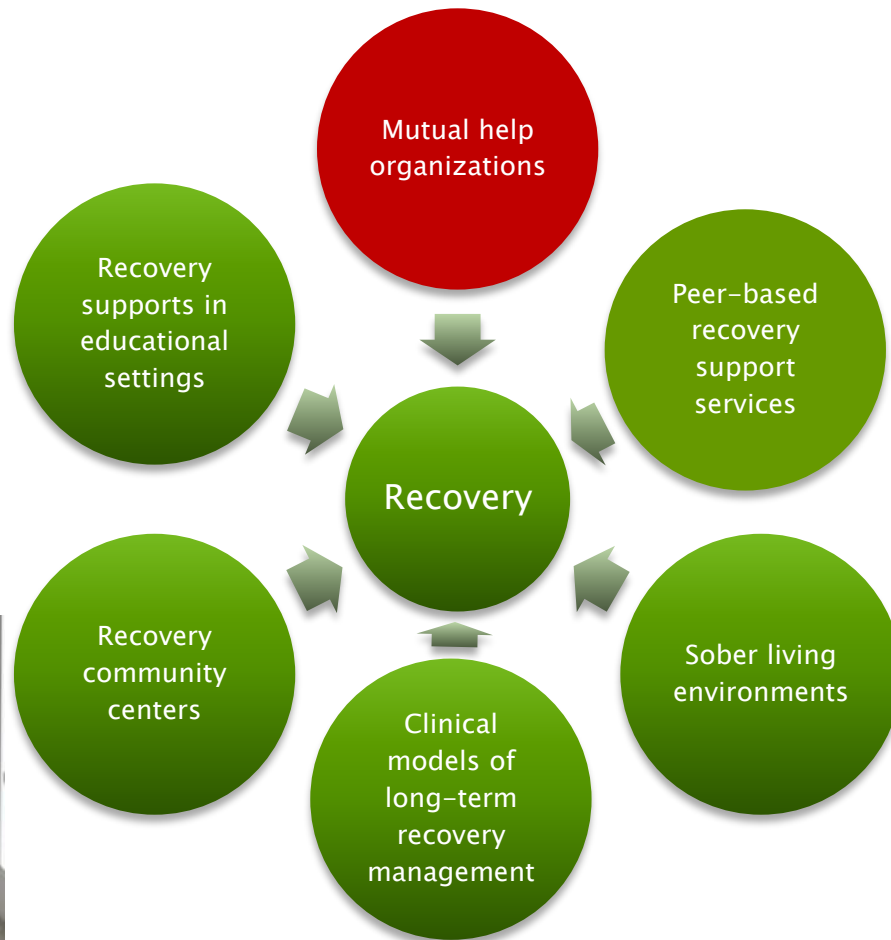 Mutual help
organizations
Recovery
supports in
educational
settings
Peer-based
recovery
support
services
Recovery
Recovery
community
centers
Sober living
environments
Clinical
models of
long-term
recovery
management